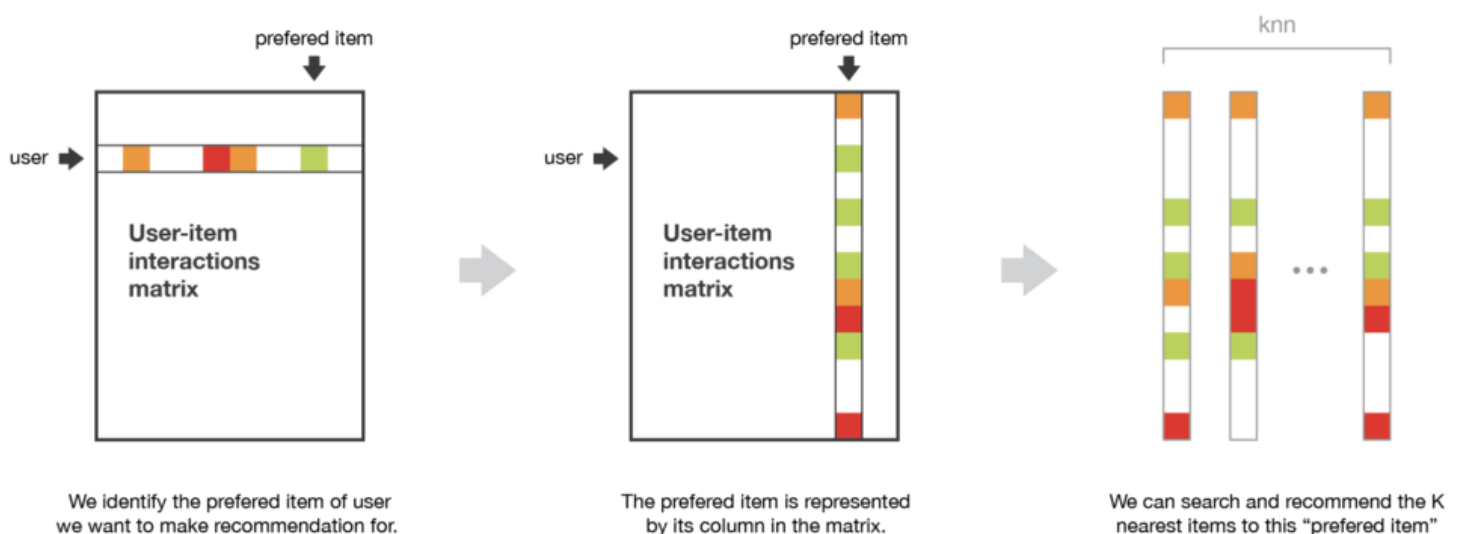 prefered item
user
User-item
interactions
matrix
We identify the prefered item of user
we want to make recommendation for.
prefered item
user
User-item
interactions
matrix
The prefered item is represented
by its column in the matrix.
knn
We can search and recommend the K
nearest items to this “prefered item”